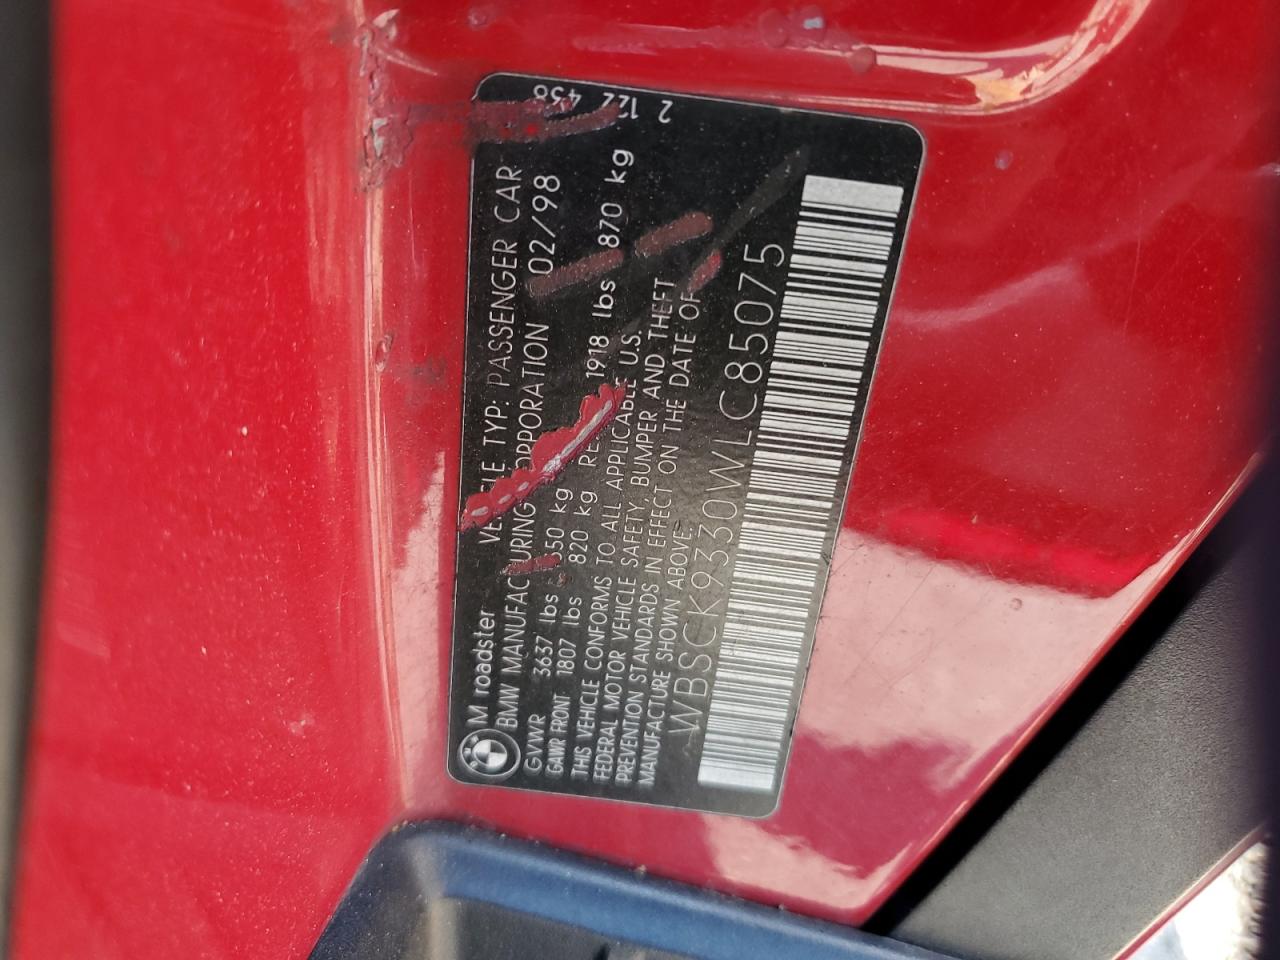 M roadster VEHICLE TYP: PASSENGER CAR
BMW MANUFACTURING CORPORATION 02/98
GVWR 3637 lbs 1650 kg
GAWR FRONT 1807 lbs 820 kg REAR 1918 lbs 870 kg
THIS VEHICLE CONFORMS TO ALL APPLICABLE U.S.
FEDERAL MOTOR VEHICLE SAFETY, BUMPER AND THEFT
PREVENTION STANDARDS IN EFFECT ON THE DATE OF
MANUFACTURE SHOWN ABOVE.
WBSCK9330WLC85075
2 122 458